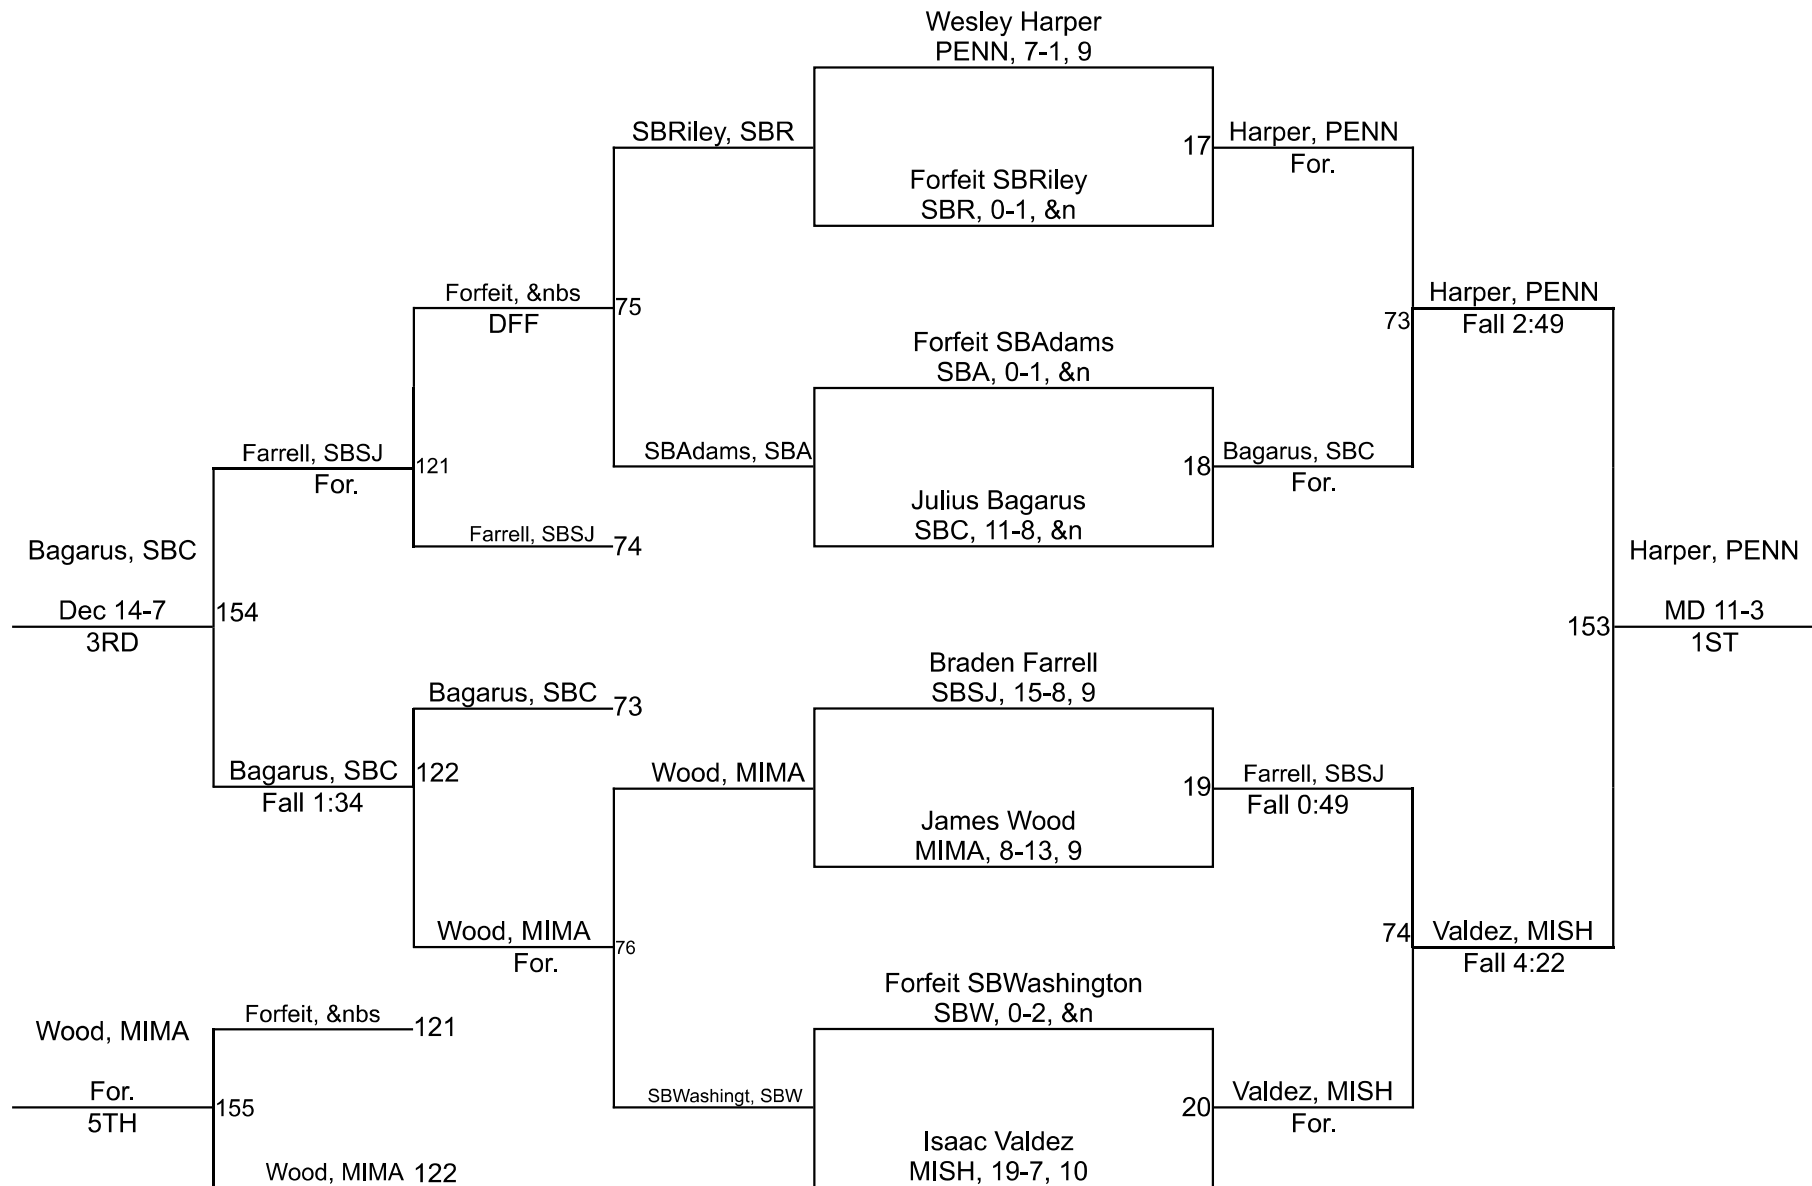 Wesley Harper
PENN, 7-1, 9
SBRiley, SBR
17
Harper, PENN
For.
Forfeit SBRiley
SBR, 0-1, &n
Forfeit, &nbs
DFF
75
Harper, PENN
Fall 2:49
73
Forfeit SBAdams
SBA, 0-1, &n
Farrell, SBSJ
For.
121
SBAdams, SBA
18
Bagarus, SBC
For.
Julius Bagarus
SBC, 11-8, &n
Farrell, SBSJ
74
Bagarus, SBC
Dec 14-7
3RD
154
Harper, PENN
MD 11-3
1ST
153
Braden Farrell
SBSJ, 15-8, 9
Bagarus, SBC
73
Bagarus, SBC
Fall 1:34
122
Wood, MIMA
19
Farrell, SBSJ
Fall 0:49
James Wood
MIMA, 8-13, 9
Wood, MIMA
For.
76
74
Valdez, MISH
Fall 4:22
Forfeit SBWashington
SBW, 0-2, &n
Forfeit, &nbs
121
Wood, MIMA
For.
5TH
155
SBWashingt, SBW
20
Valdez, MISH
For.
Isaac Valdez
MISH, 19-7, 10
Wood, MIMA
122